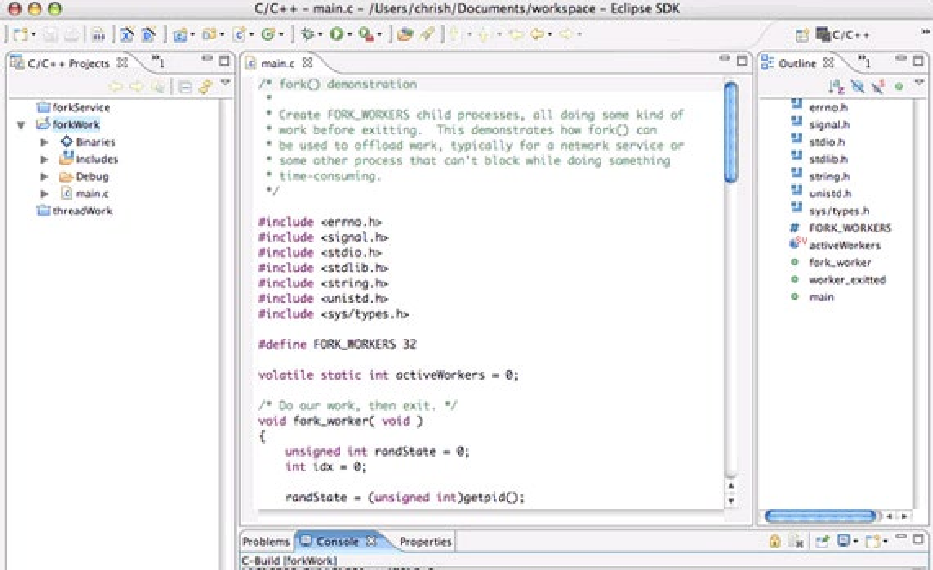 C/C++ - main.c - /Users/chrish/Documents/workspace - Eclipse SDK
C/C++
C/C++ Projects
"1
forkService
forkWork
Binaries
Includes
Debug
main.c
threadWork
main.c
/* fork() demonstration
*
* Create FORK_WORKERS child processes, all doing some kind of
* work before exitting. This demonstrates how fork() can
* be used to offload work, typically for a network service or
* some other process that can't block while doing something
* time-consuming.
*/
#include <errno.h>
#include <signal.h>
#include <stdio.h>
#include <stdlib.h>
#include <string.h>
#include <unistd.h>
#include <sys/types.h>
#define FORK_WORKERS 32
volatile static int activeWorkers = 0;
/* Do our work, then exit. */
void fork_worker( void )
{
unsigned int randState = 0;
int idx = 0;
randState = (unsigned int)getpid();
Outline
"1
errno.h
signal.h
stdio.h
stdlib.h
string.h
unistd.h
sys/types.h
# FORK_WORKERS
activeWorkers
fork_worker
worker_exitted
main
Problems Console Properties
C-Build [forkWork]